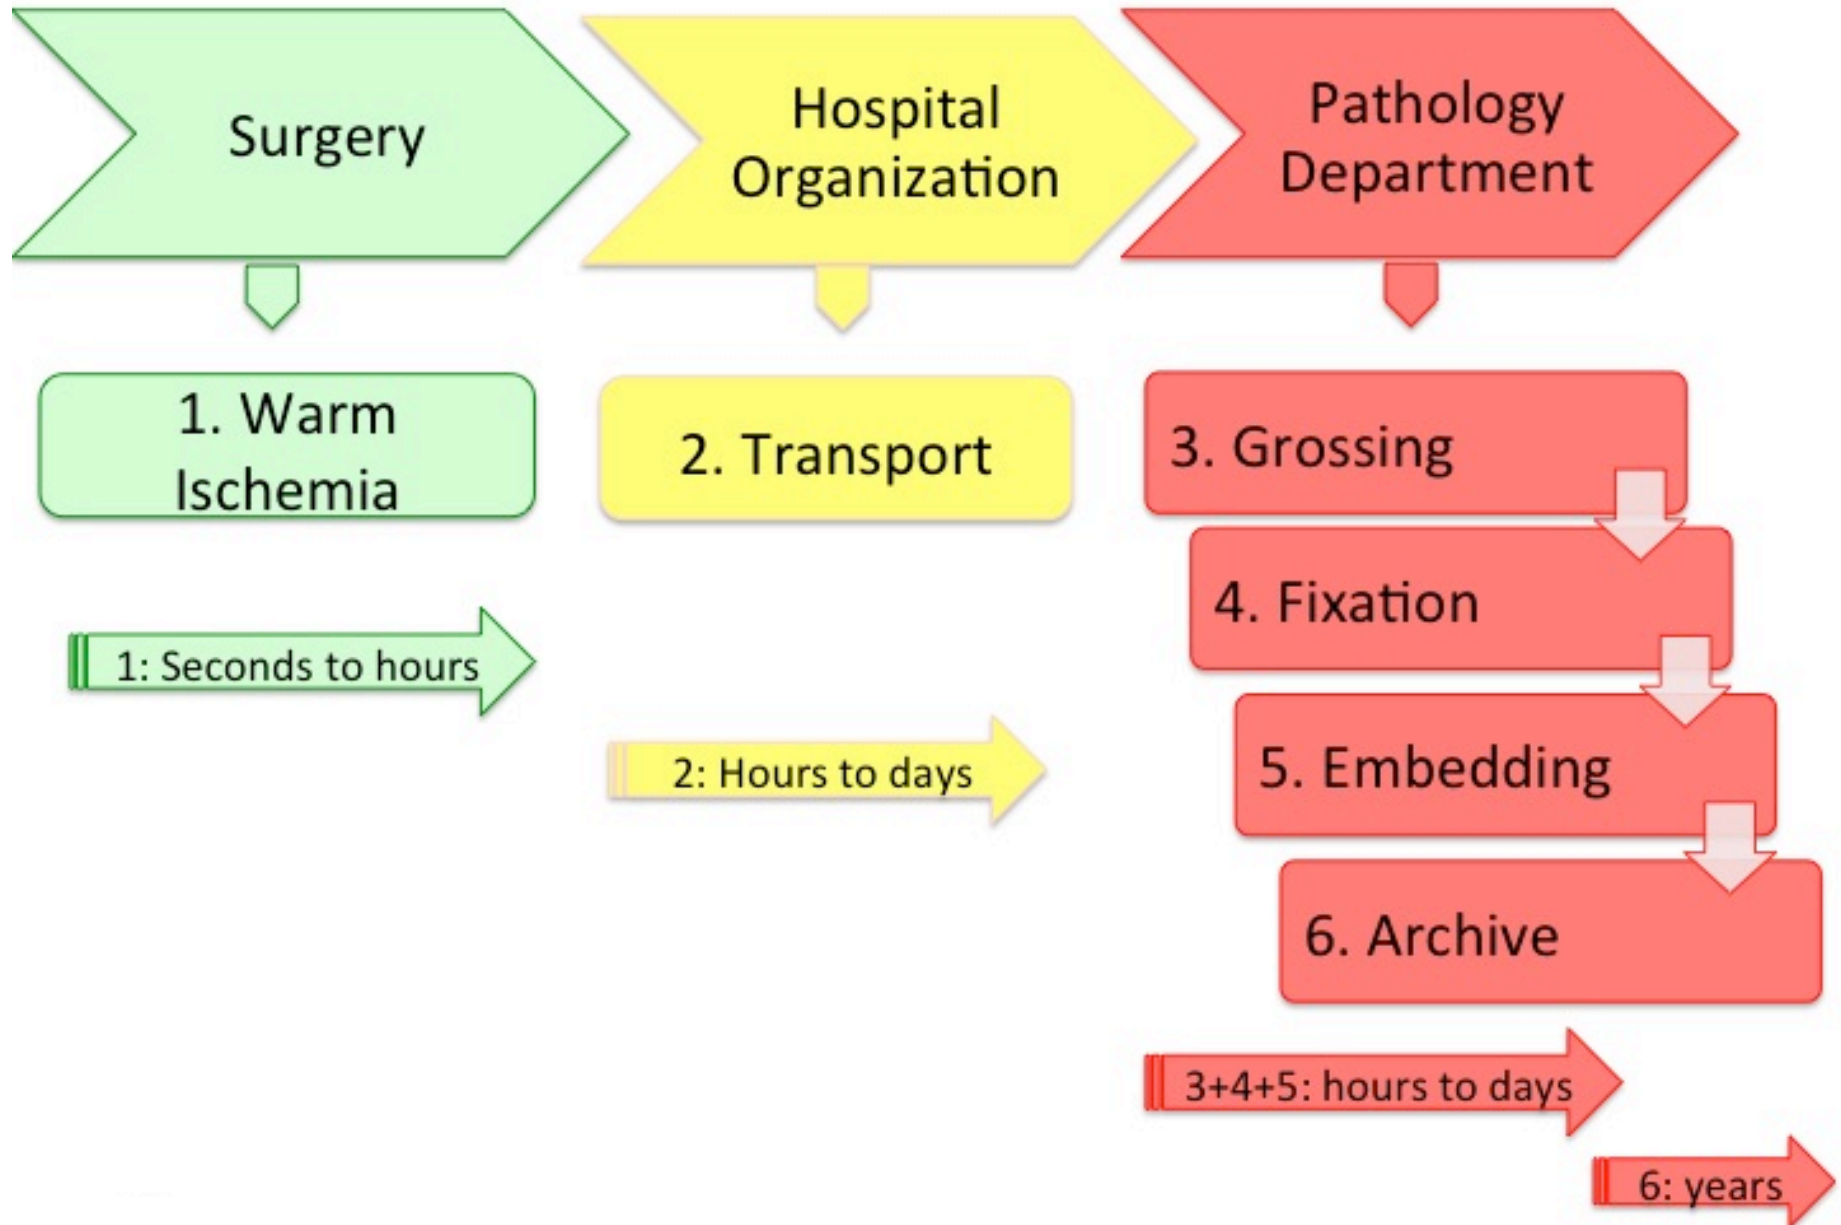 Surgery
Hospital
Organization
Pathology
Department
1. Warm
Ischemia
2. Transport
3. Grossing
4. Fixation
5. Embedding
6. Archive
1: Seconds to hours
2: Hours to days
3+4+5: hours to days
6: years